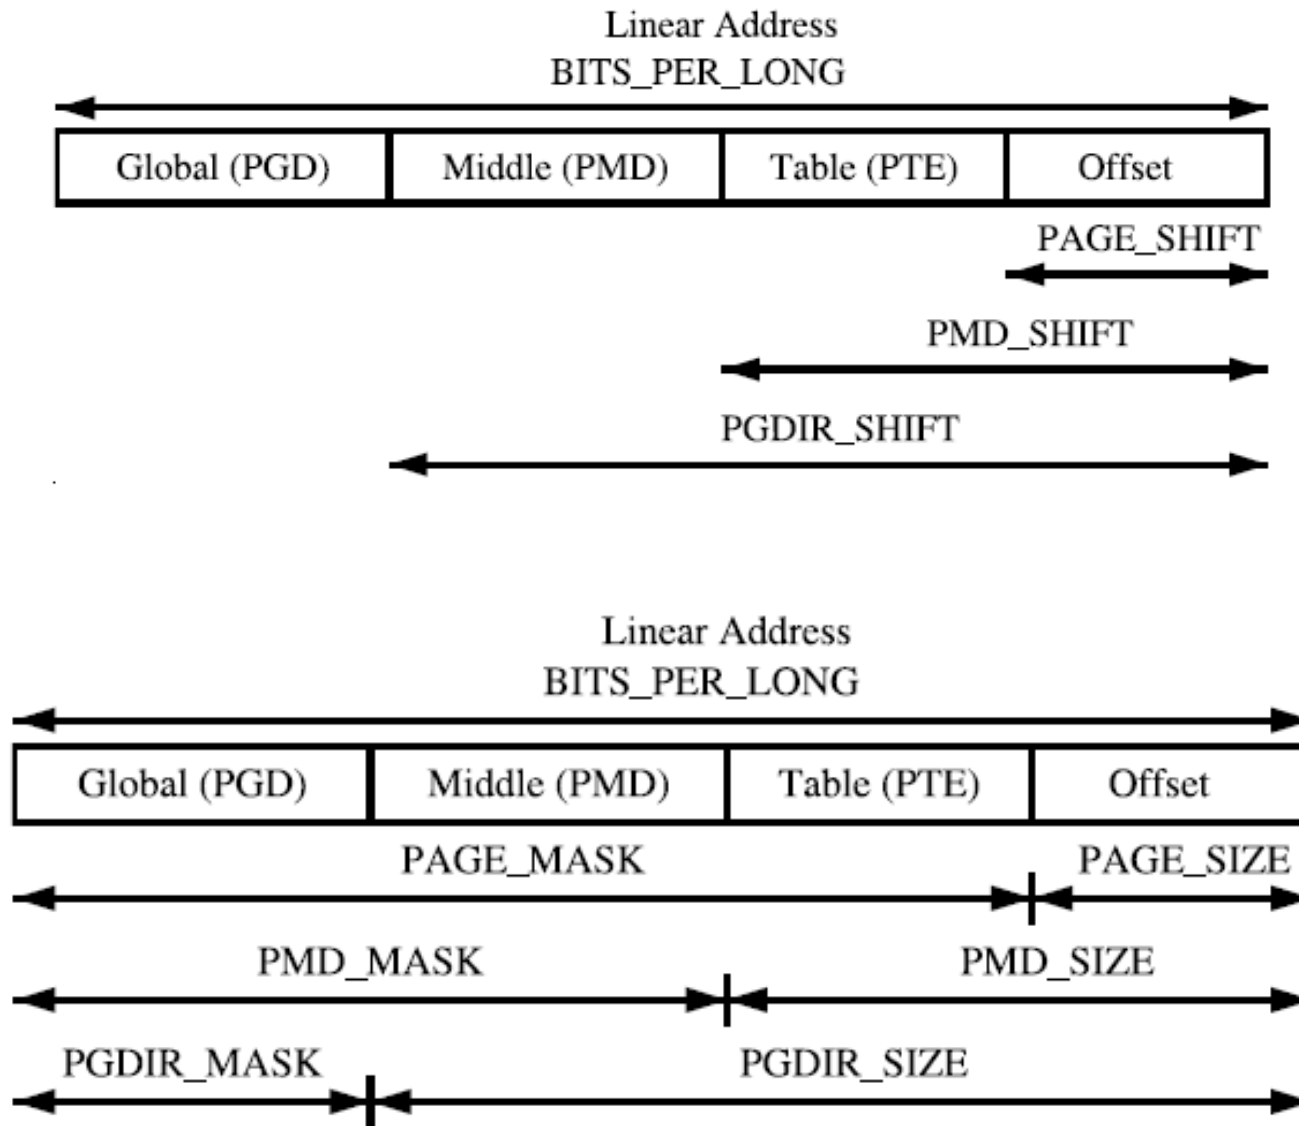 Linear Address
BITS_PER_LONG
Global (PGD) Middle (PMD) Table (PTE) Offset
PAGE_SHIFT
PMD_SHIFT
PGDIR_SHIFT
Linear Address
BITS_PER_LONG
Global (PGD) Middle (PMD) Table (PTE) Offset
PAGE_MASK PAGE_SIZE
PMD_MASK PMD_SIZE
PGDIR_MASK PGDIR_SIZE